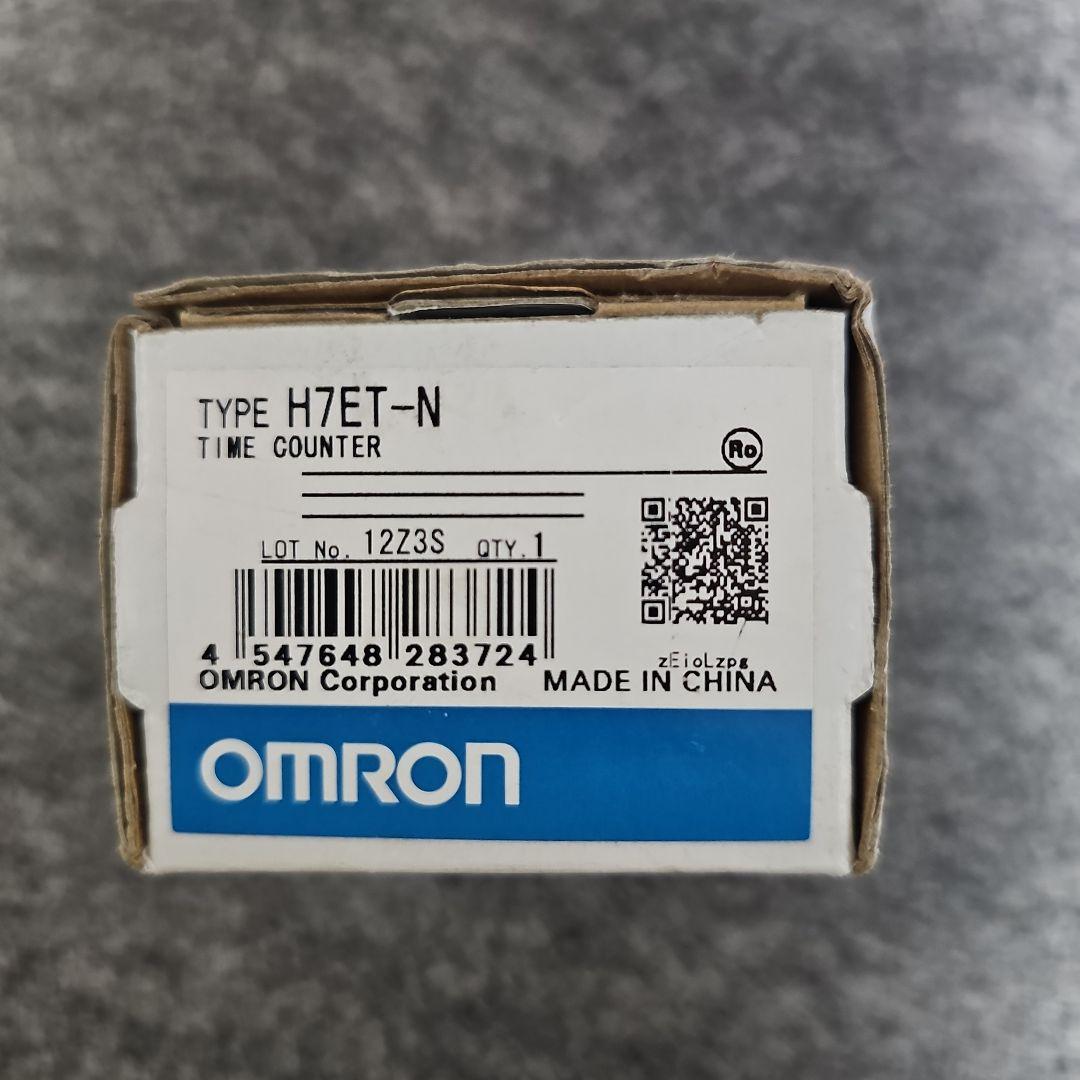 TYPE H7ET-N
TIME COUNTER
Ro
LOT No. 12Z3S QTY.1
4 547648 283724
zEioLzpg
OMRON Corporation MADE IN CHINA
OMRON